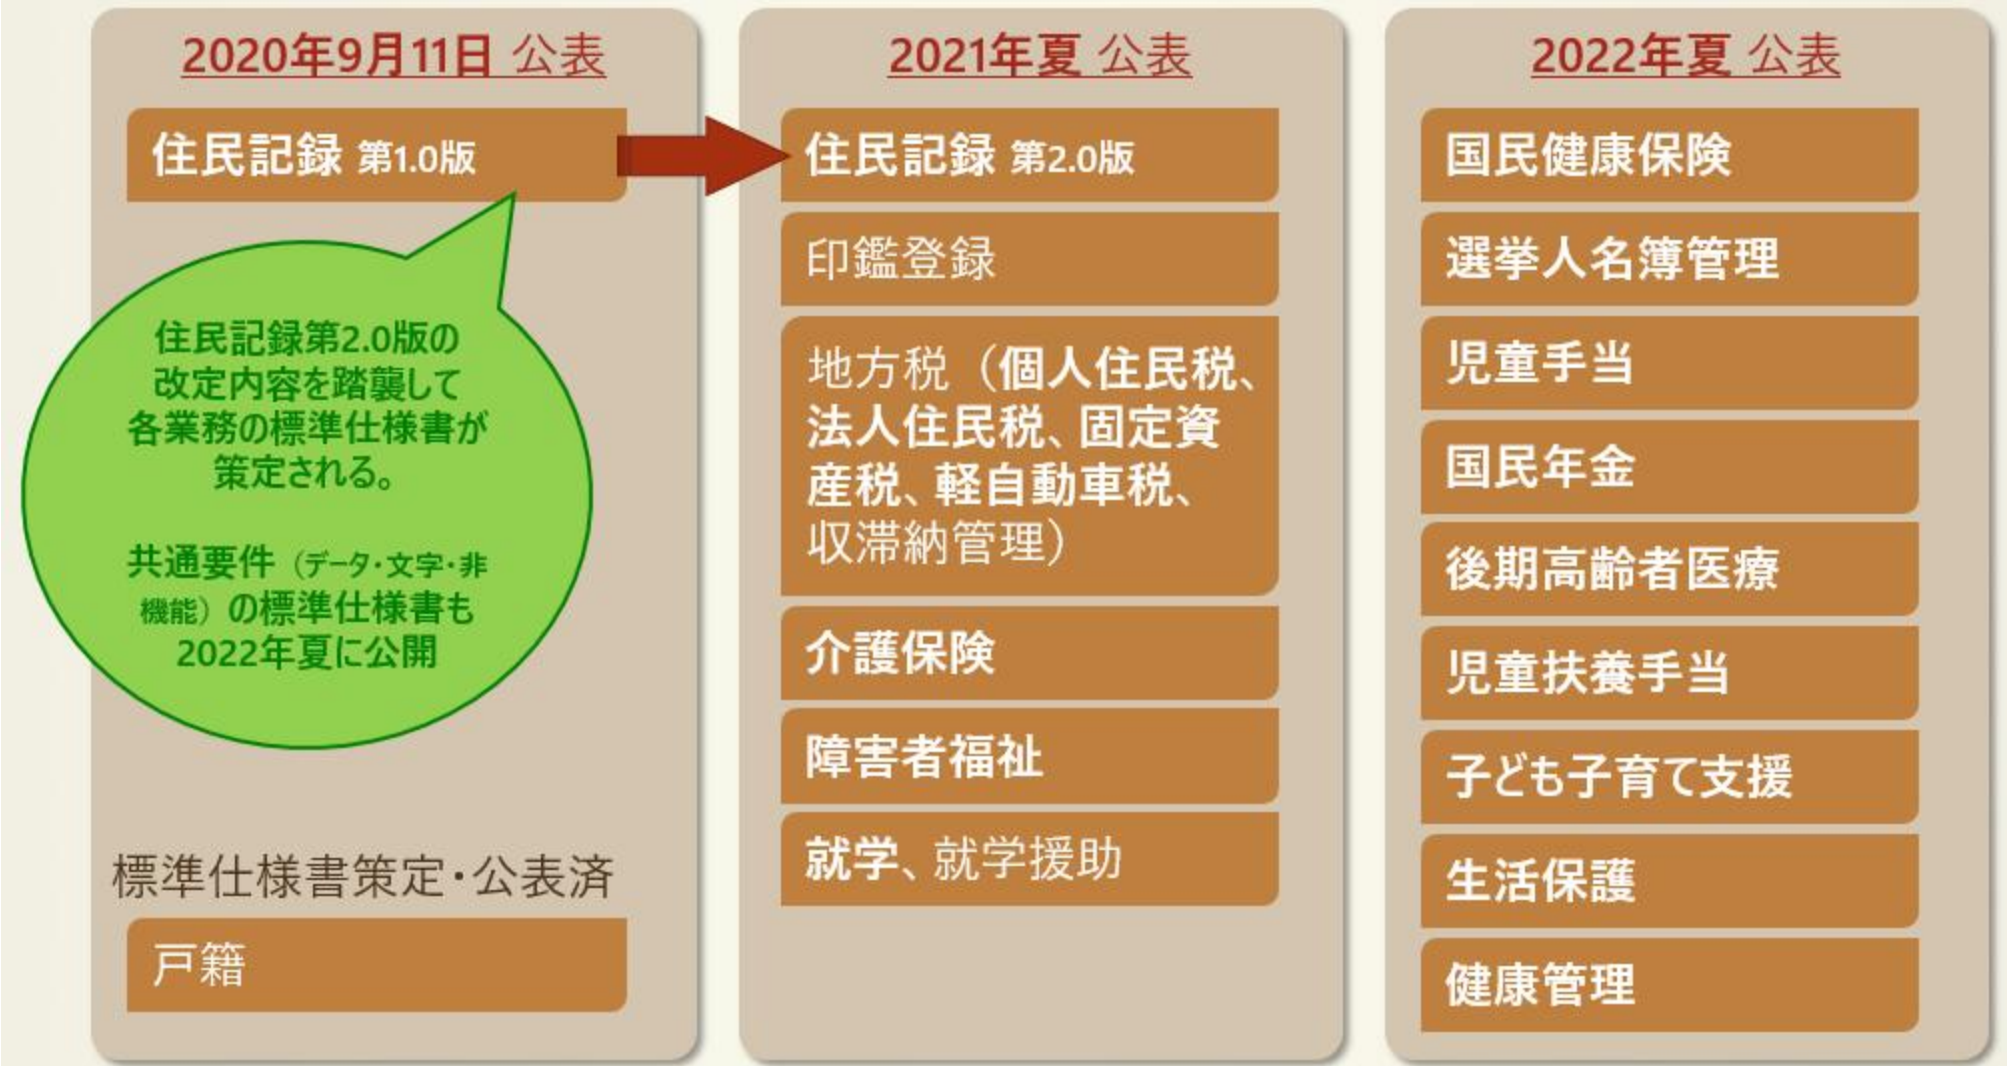 2020年9月11日 公表
住民記録 第1.0版
住民記録第2.0版の
改定内容を踏襲して
各業務の標準仕様書が
策定される。
共通要件（データ・文字・非
機能）の標準仕様書も
2022年夏に公開
標準仕様書策定・公表済
戸籍
2021年夏 公表
住民記録 第2.0版
印鑑登録
地方税（個人住民税、
法人住民税、固定資
産税、軽自動車税、
収滞納管理）
介護保険
障害者福祉
就学、就学援助
2022年夏 公表
国民健康保険
選挙人名簿管理
児童手当
国民年金
後期高齢者医療
児童扶養手当
子ども子育て支援
生活保護
健康管理